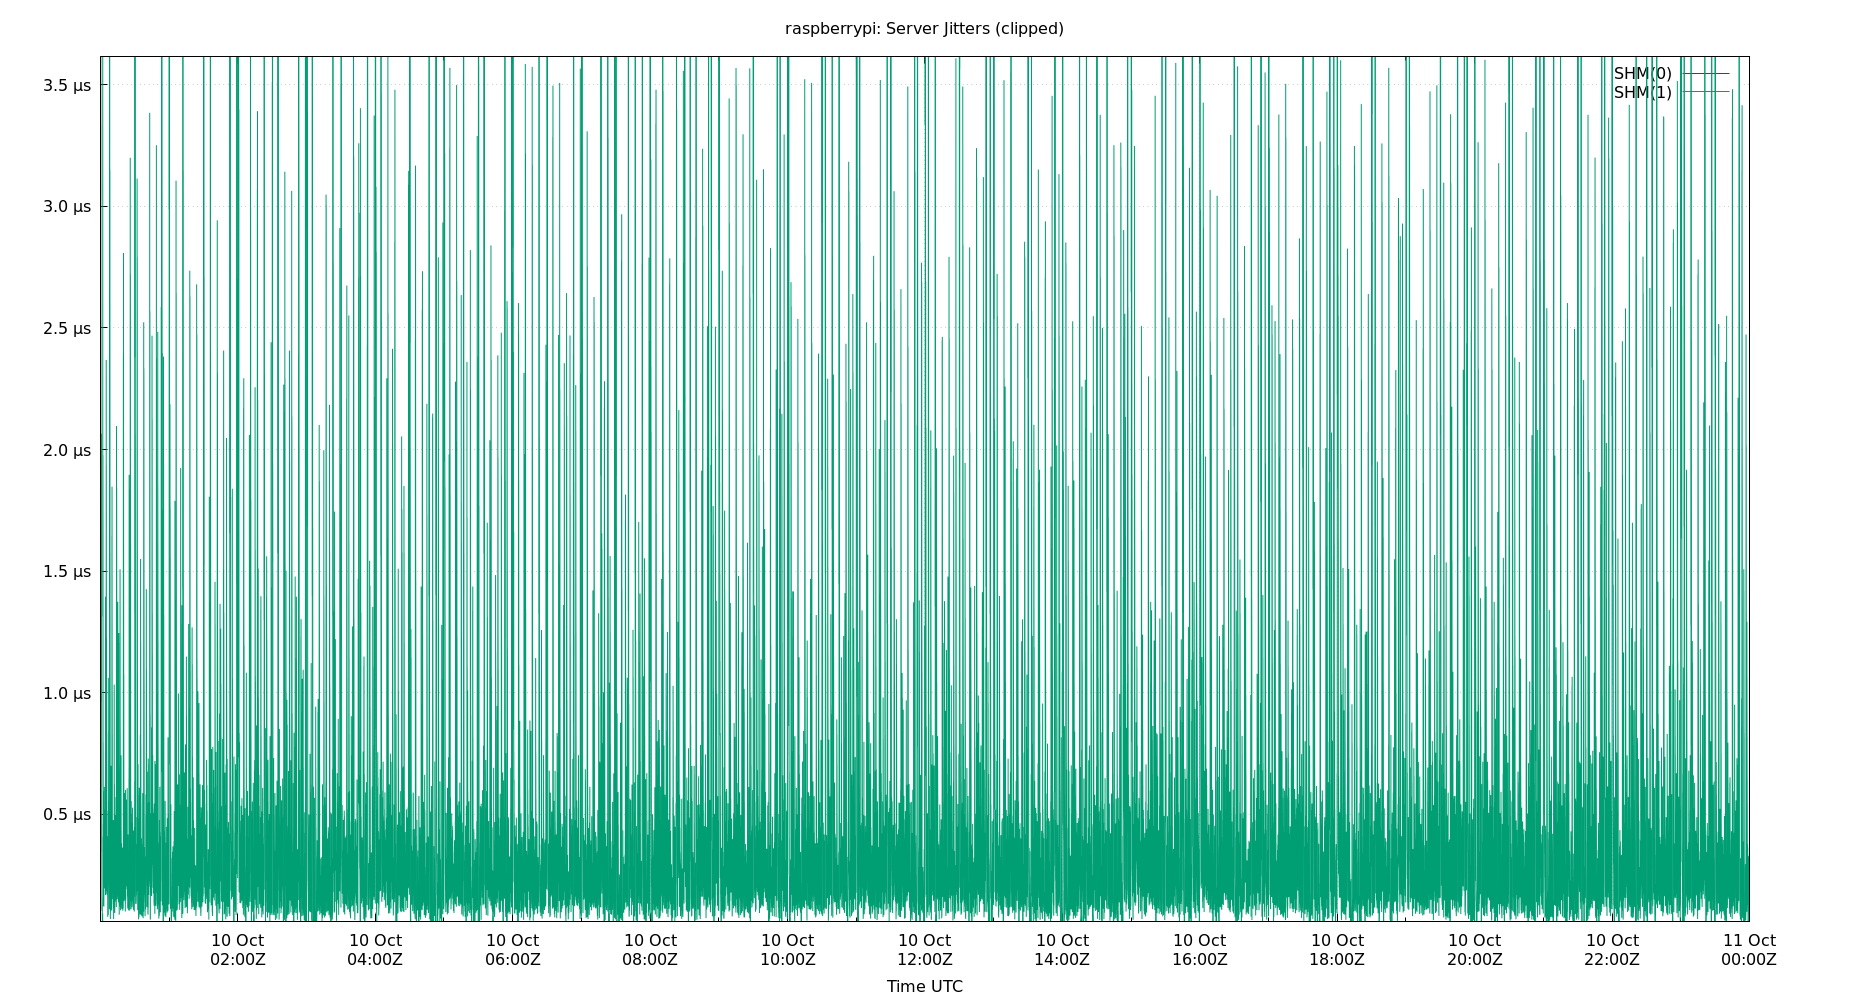 raspberrypi: Server Jitters (clipped)
SHM(0)
SHM(1)
3.5 µs
3.0 µs
2.5 µs
2.0 µs
1.5 µs
1.0 µs
0.5 µs
10 Oct 10 Oct 10 Oct 10 Oct 10 Oct 10 Oct 10 Oct 10 Oct 10 Oct 10 Oct 10 Oct 11 Oct
02:00Z 04:00Z 06:00Z 08:00Z 10:00Z 12:00Z 14:00Z 16:00Z 18:00Z 20:00Z 22:00Z 00:00Z
Time UTC